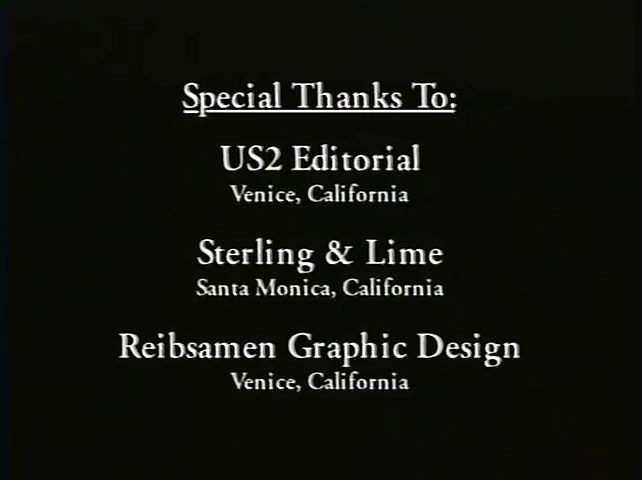 Special Thanks To:
US2 Editorial
Venice, California
Sterling & Lime
Santa Monica, California
Reibsamen Graphic Design
Venice, California